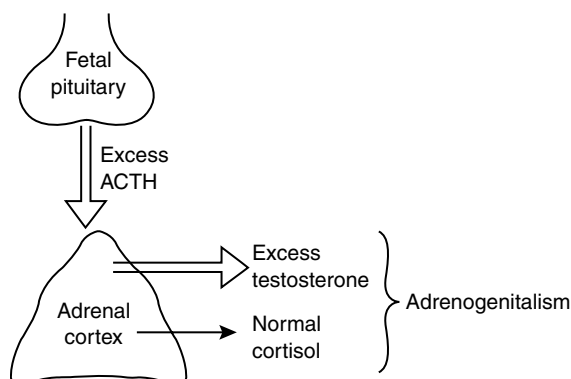 Fetal
pituitary
Excess
ACTH
Excess
testosterone
Adrenogenitalism
Adrenal
cortex
Normal
cortisol